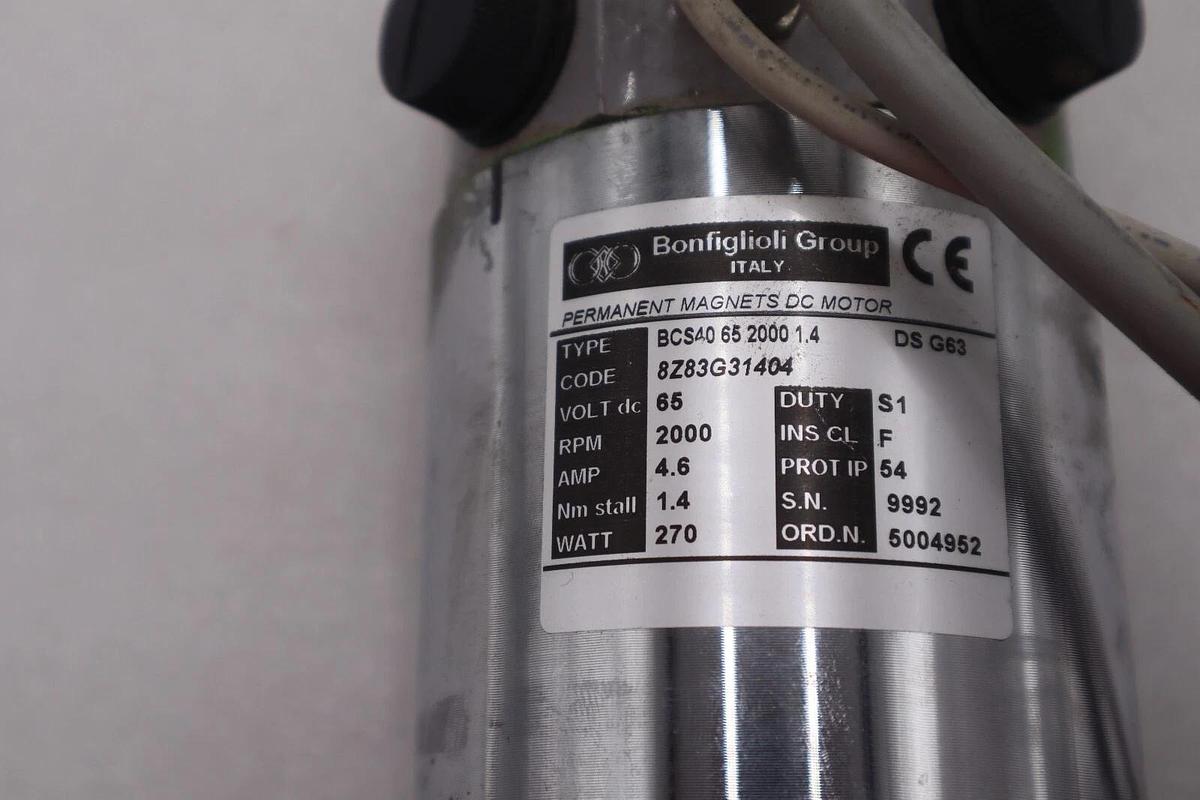 Bonfiglioli Group
ITALY
CE
PERMANENT MAGNETS DC MOTOR
TYPE BCS40 65 2000 1.4 DS G63
CODE 8Z83G31404
VOLT dc 65 DUTY S1
RPM 2000 INS CL F
AMP 4.6 PROT IP 54
Nm stall 1.4 S.N. 9992
WATT 270 ORD.N. 5004952